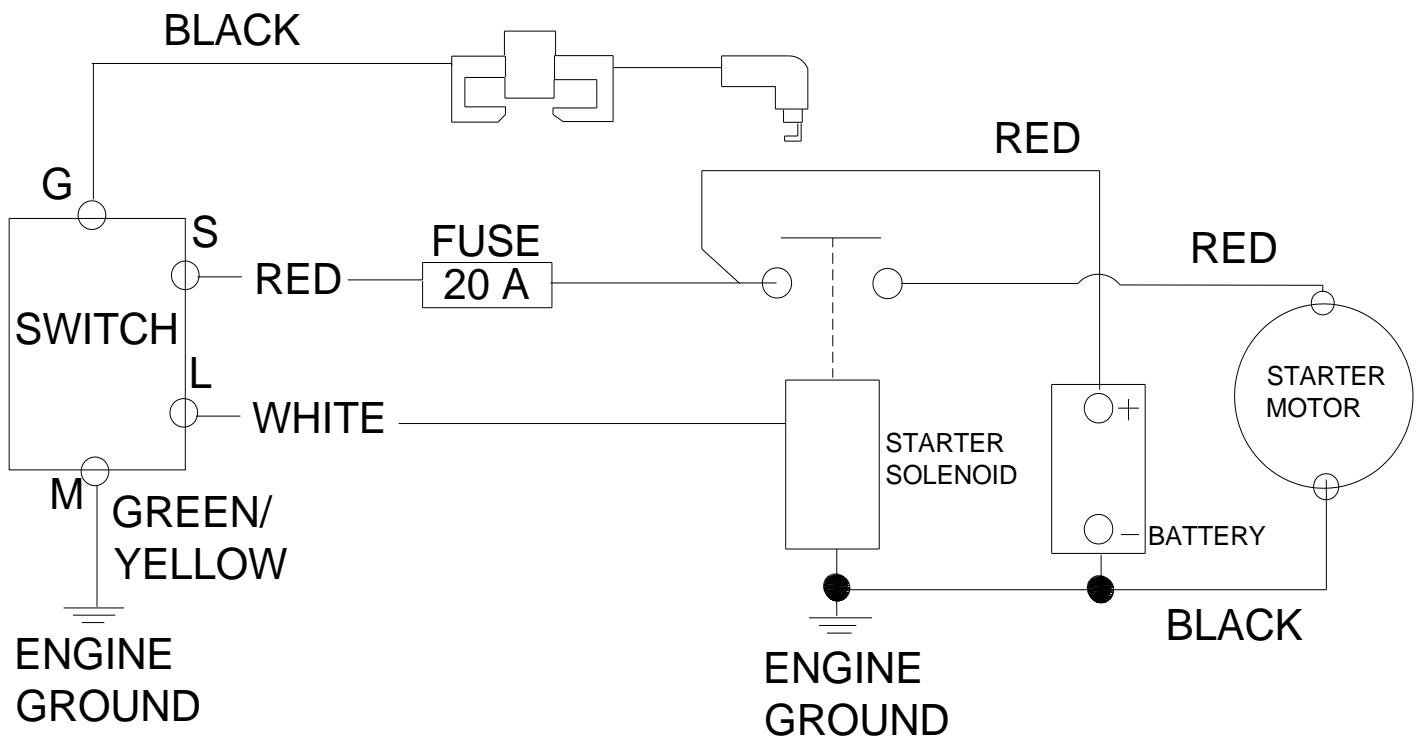 BLACK
RED
G
S
FUSE
RED
RED
20 A
SWITCH
L
STARTER
MOTOR
WHITE
+
STARTER
SOLENOID
M
GREEN/
YELLOW
– BATTERY
ENGINE
GROUND
BLACK
ENGINE
GROUND